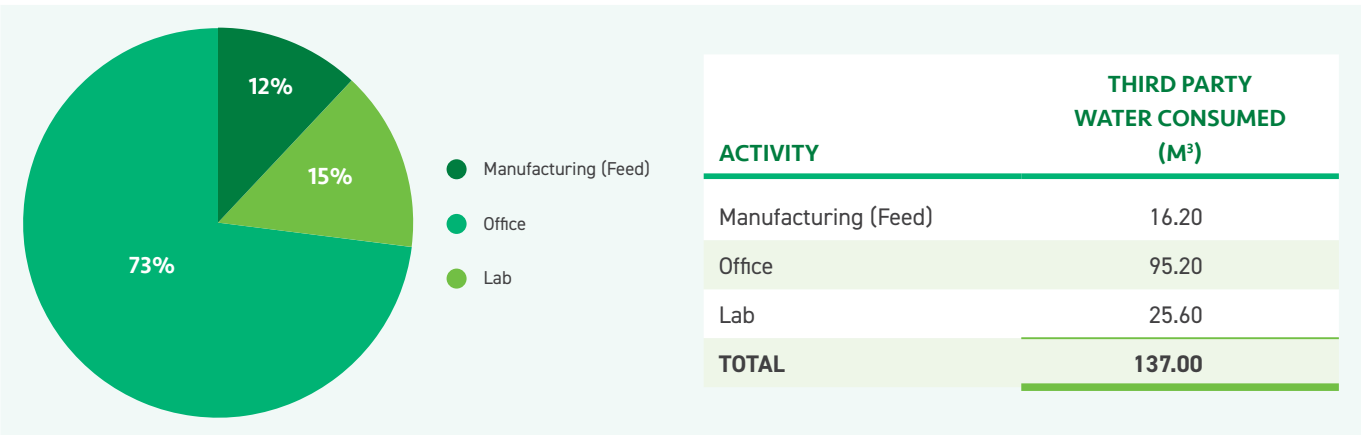 12%
15%
73%
Manufacturing (Feed)
Office
Lab
THIRD PARTY
WATER CONSUMED
ACTIVITY (M³)
Manufacturing (Feed) 16.20
Office 95.20
Lab 25.60
TOTAL 137.00